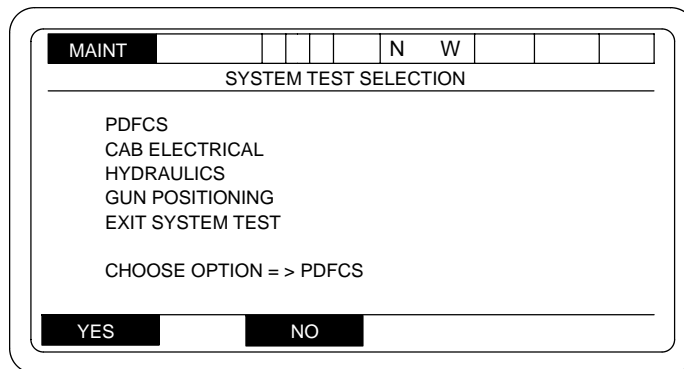 MAINT N W
SYSTEM TEST SELECTION
PDFCS
CAB ELECTRICAL
HYDRAULICS
GUN POSITIONING
EXIT SYSTEM TEST
CHOOSE OPTION = > PDFCS
YES NO